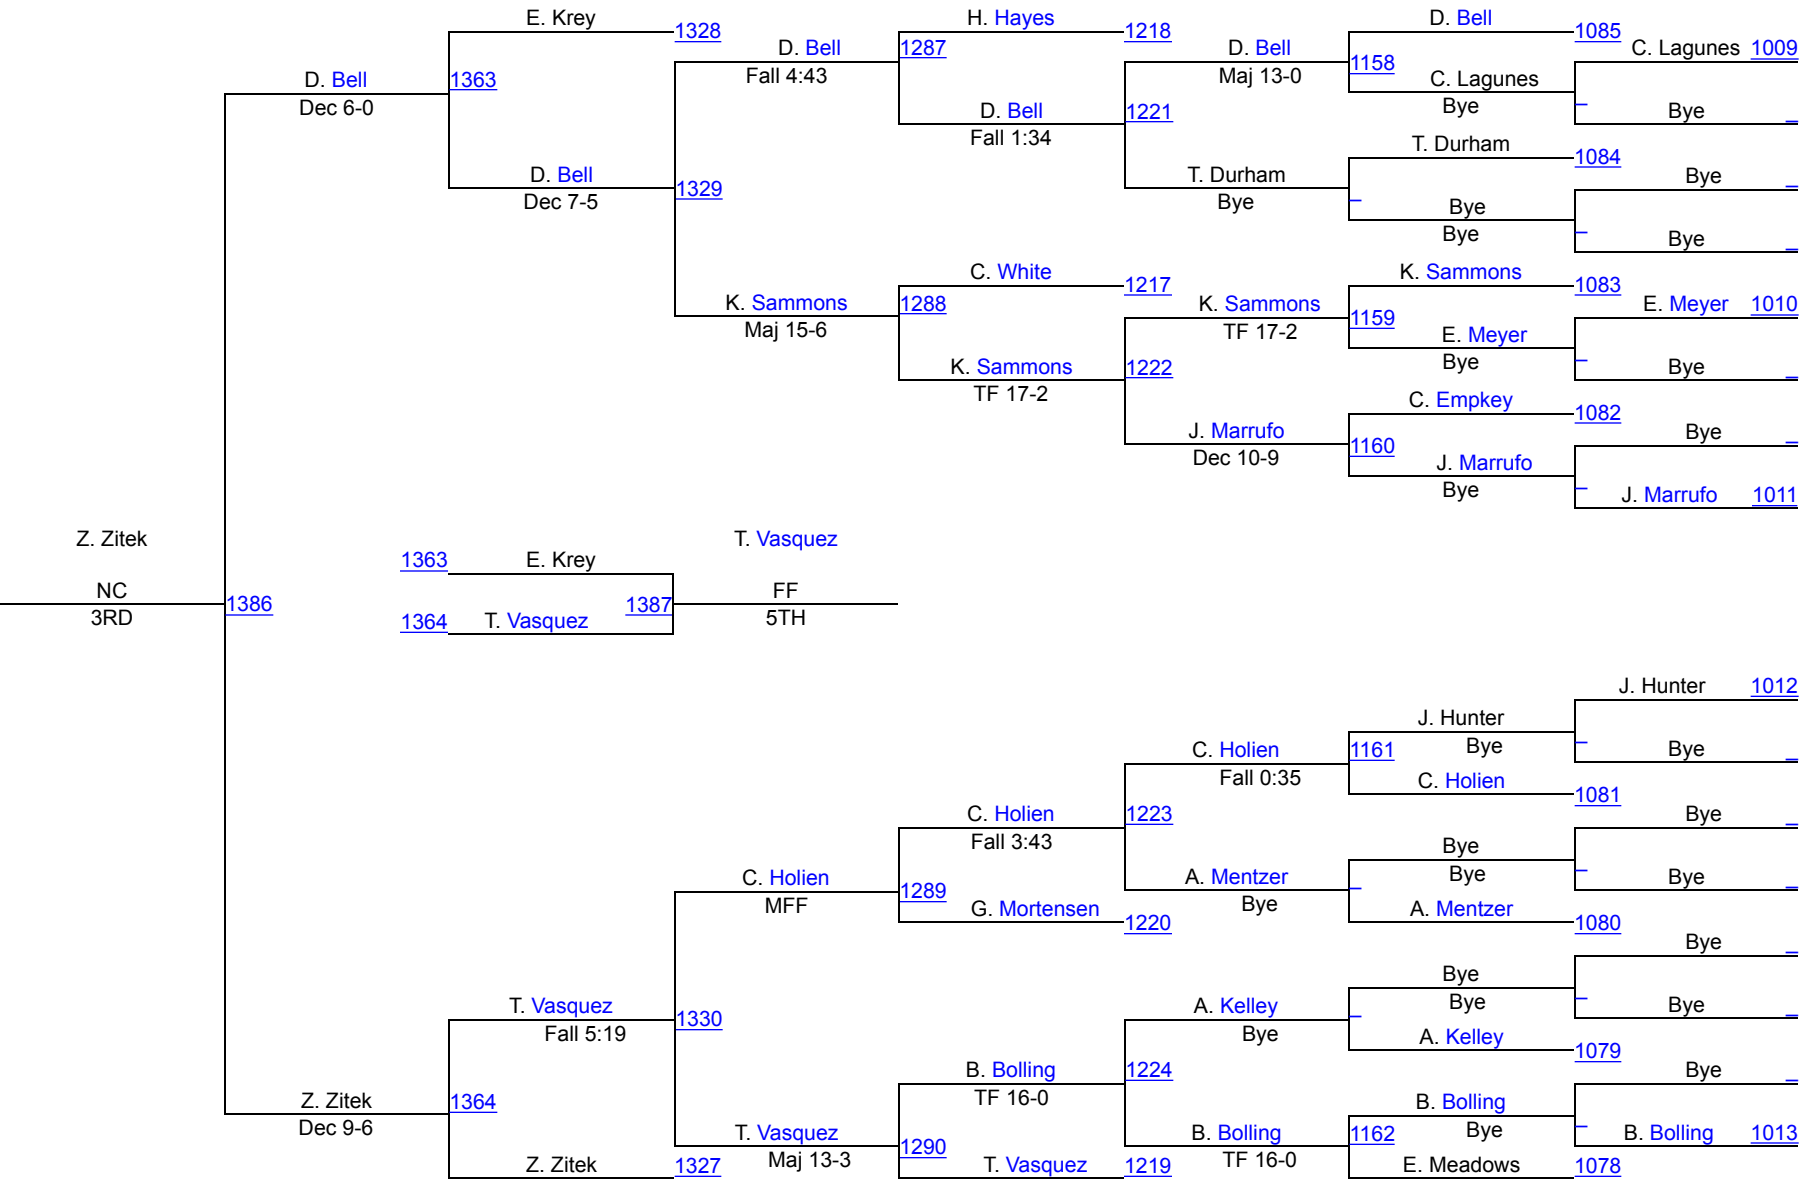 E. Krey
1328
H. Hayes
1218
D. Bell
1085
D. Bell
1287
D. Bell
C. Lagunes 1009
Fall 4:43
Maj 13-0
1158
C. Lagunes
D. Bell
1363
Bye
Dec 6-0
D. Bell
1221
Bye
Fall 1:34
T. Durham
1084
D. Bell
T. Durham
Bye
Dec 7-5
1329
Bye
Bye
Bye
Bye
C. White
1217
K. Sammons
1083
K. Sammons
1288
K. Sammons
E. Meyer 1010
Maj 15-6
TF 17-2
1159
E. Meyer
K. Sammons
1222
Bye
Bye
TF 17-2
C. Empkey
1082
J. Marrufo
Bye
Dec 10-9
1160
J. Marrufo
Bye
J. Marrufo 1011
Z. Zitek
T. Vasquez
1363
E. Krey
NC
1386
1387
FF
3RD
1364
T. Vasquez
5TH
J. Hunter 1012
J. Hunter
C. Holien
1161
Bye
Bye
Fall 0:35
C. Holien
1081
C. Holien
1223
Bye
Fall 3:43
Bye
C. Holien
A. Mentzer
Bye
Bye
MFF
1289
Bye
G. Mortensen
1220
A. Mentzer
1080
Bye
Bye
T. Vasquez
1330
A. Kelley
Bye
Bye
Fall 5:19
Bye
A. Kelley
1079
B. Bolling
1224
Bye
Z. Zitek
1364
TF 16-0
B. Bolling
Dec 9-6
T. Vasquez
B. Bolling
1162
Bye
B. Bolling 1013
Maj 13-3
1290
TF 16-0
Z. Zitek
1327
T. Vasquez
1219
E. Meadows
1078